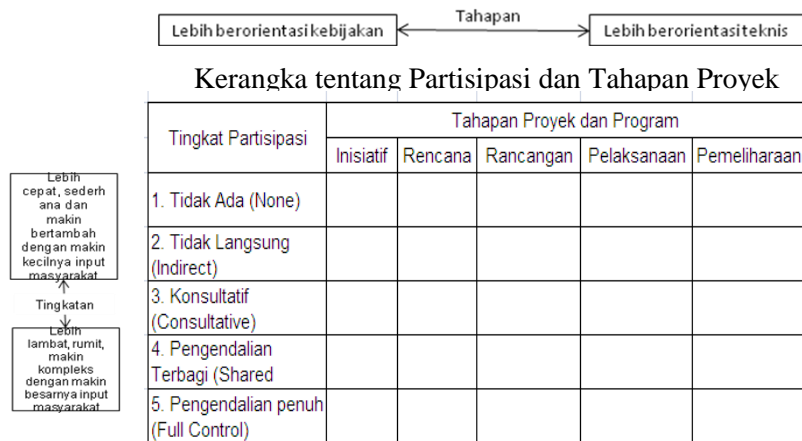 Tahapan
Lebih berorientasi kebijakan
Lebih berorientasi teknis
Kerangka tentang Partisipasi dan Tahapan Proyek
Tingkat Partisipasi
Tahapan Proyek dan Program
Inisiatif
Rencana
Rancangan
Pelaksanaan
Pemeliharaan
1. Tidak Ada (None)
2. Tidak Langsung
(Indirect)
3. Konsultatif
(Consultative)
4. Pengendalian
Terbagi (Shared
5. Pengendalian penuh
(Full Control)
Lebih
cepat, sederh
ana dan
makin
bertambah
dengan makin
kecilnya input
masyarakat
Tingkatan
Lebih
lambat, rumit,
makin
kompleks
dengan makin
besarnya input
masyarakat